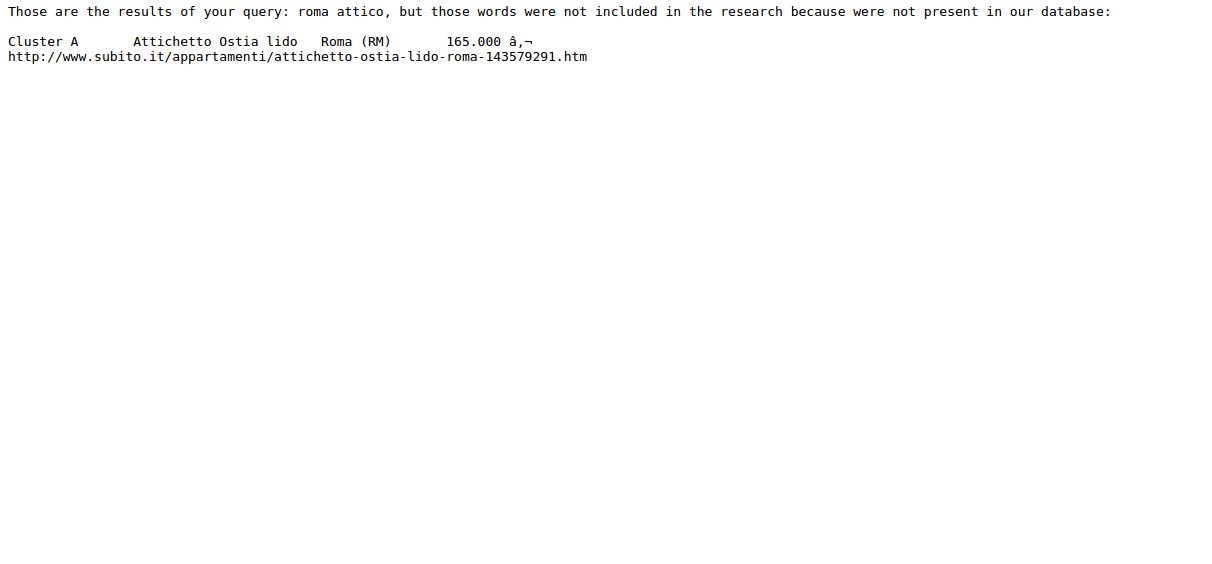 Those are the results of your query: roma attico, but those words were not included in the research because were not present in our database:
Cluster A Attichetto Ostia lido Roma (RM) 165.000 â‚¬
http://www.subito.it/appartamenti/attichetto-ostia-lido-roma-143579291.htm